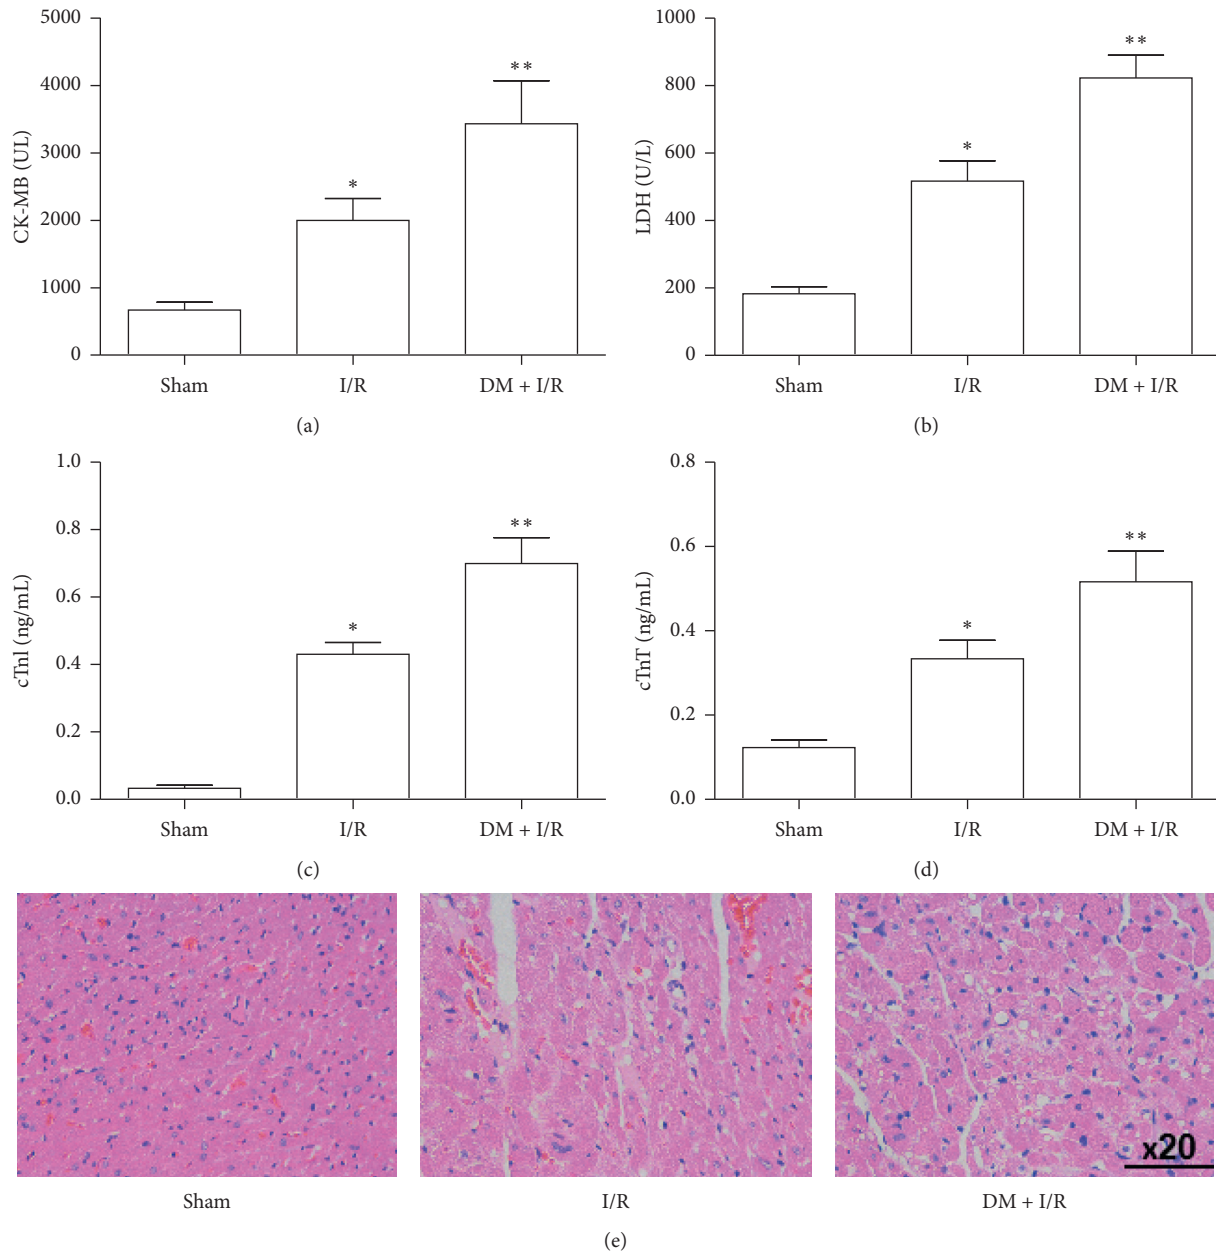 5000
4000
3000
2000
1000
0
CK-MB (UL)
*
**
Sham
I/R
DM + I/R
(a)
1000
800
600
400
200
0
LDH (U/L)
*
**
Sham
I/R
DM + I/R
(b)
1.0
0.8
0.6
0.4
0.2
0.0
cTnl (ng/mL)
*
**
Sham
I/R
DM + I/R
(c)
0.8
0.6
0.4
0.2
0.0
cTnT (ng/mL)
*
**
Sham
I/R
DM + I/R
(d)
x20
Sham
I/R
DM + I/R
(e)